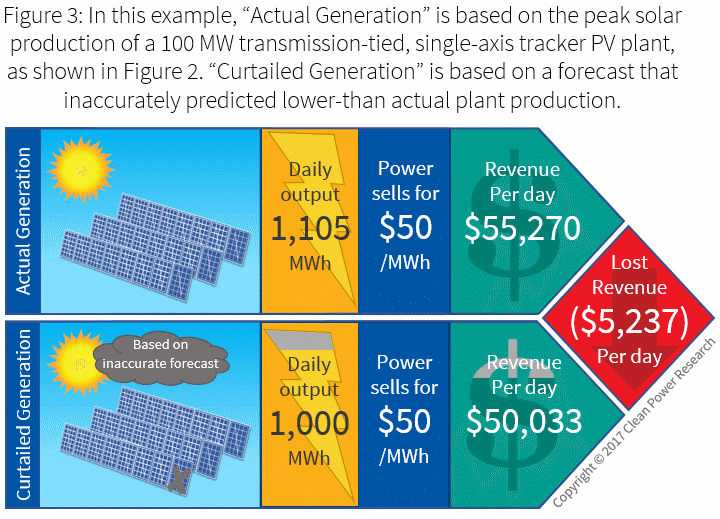 Figure 3: In this example, “Actual Generation” is based on the peak solar
production of a 100 MW transmission-tied, single-axis tracker PV plant,
as shown in Figure 2. “Curtailed Generation” is based on a forecast that
inaccurately predicted lower-than actual plant production.
Actual Generation
Daily
output
1,105
MWh
Power
sells for
$50
/MWh
Revenue
Per day
$55,270
Lost
Revenue
($5,237)
Per day
Curtailed Generation
Based on
inaccurate forecast
Daily
output
1,000
MWh
Power
sells for
$50
/MWh
Revenue
Per day
$50,033
Copyright © 2017 Clean Power Research